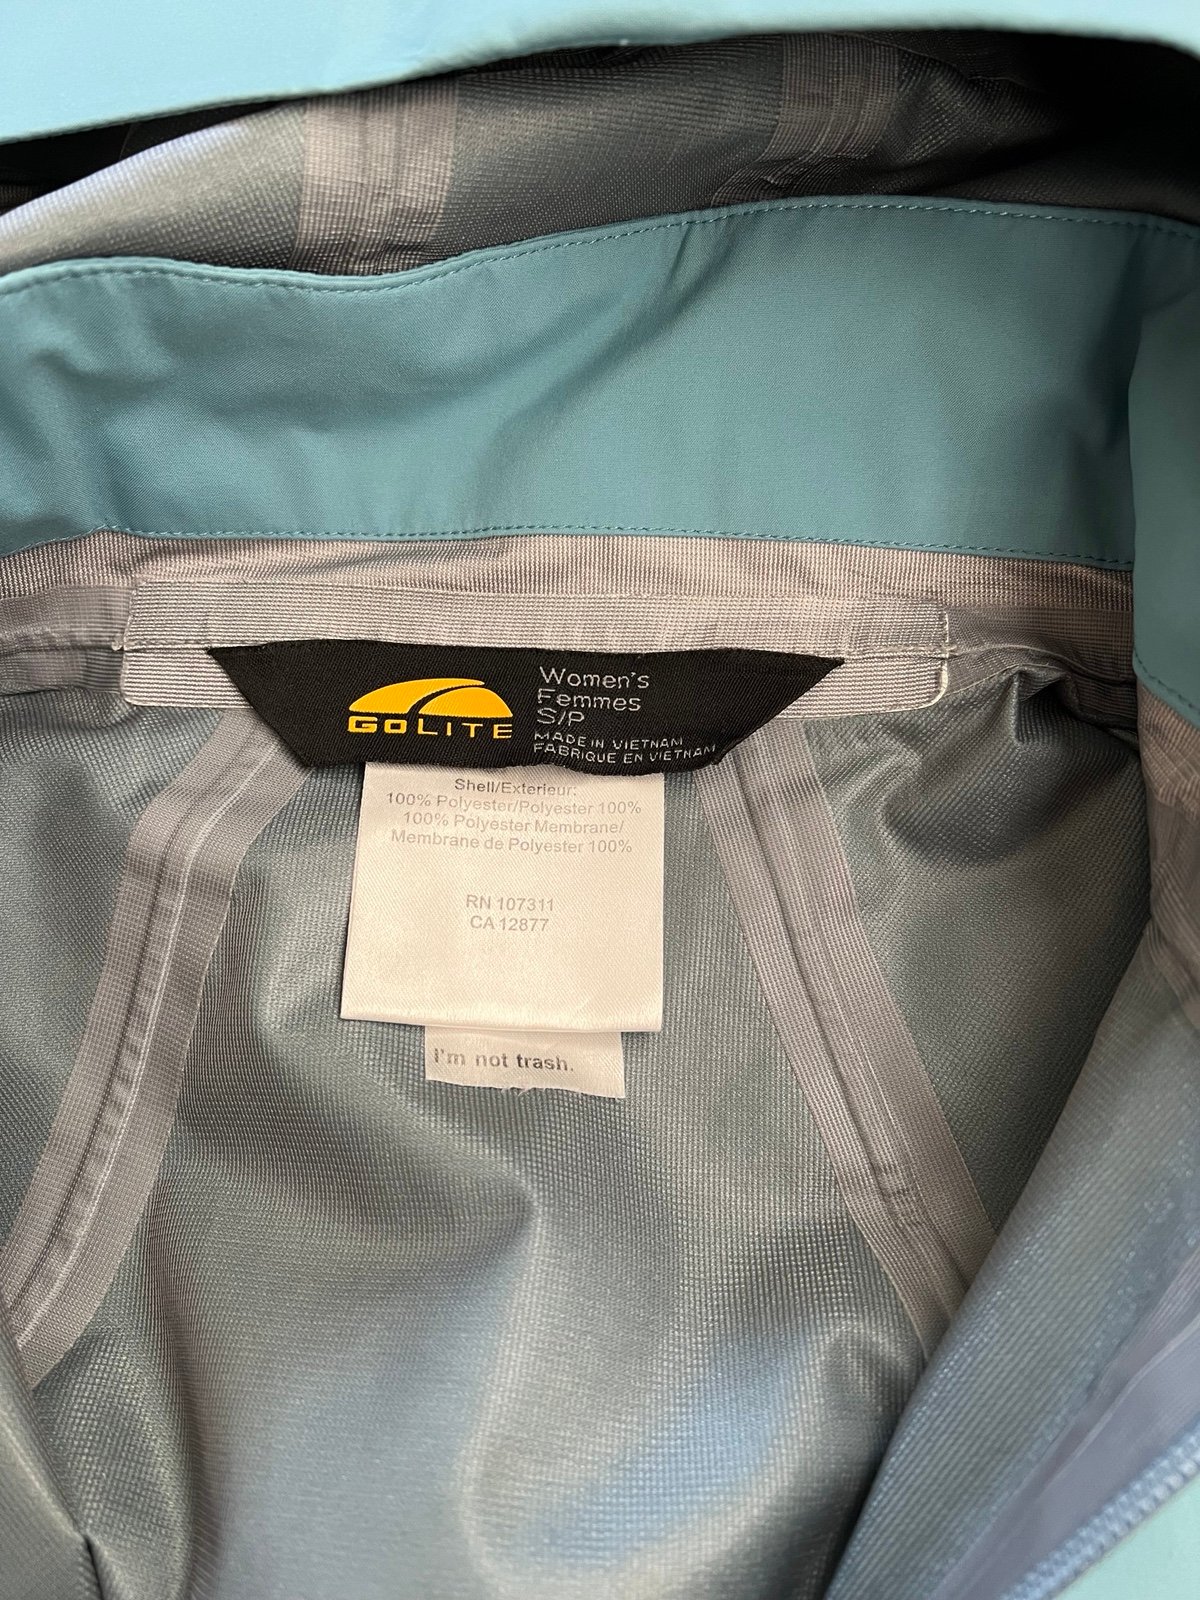 GOLITE
Women's
Femmes
S/P
MADE IN VIETNAM
FABRIQUE EN VIETNAM
Shell/Exterieur:
100% Polyester/Polyester 100%
100% Polyester Membrane/
Membrane de Polyester 100%
RN 107311
CA 12877
I'm not trash.